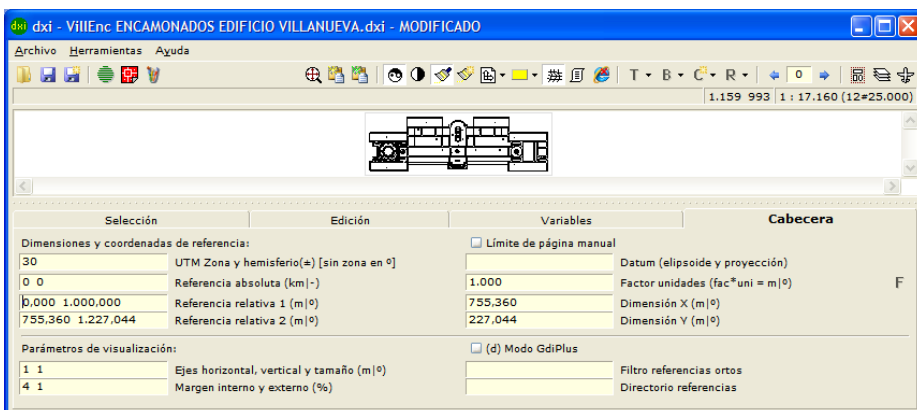 dxi dxi - VillEnc ENCAMONADOS EDIFICIO VILLANUEVA.dxi - MODIFICADO
Archivo Herramientas Ayuda
T B C R 0
1.159 993 1 : 17.160 (12≠25.000)
Selección Edición Variables Cabecera
Dimensiones y coordenadas de referencia: Límite de página manual
30 UTM Zona y hemisferio(±) [sin zona en º] Datum (elipsoide y proyección)
0 0 Referencia absoluta (km|-) 1.000 Factor unidades (fac*uni = m|º) F
0,000 1.000,000 Referencia relativa 1 (m|º) 755,360 Dimensión X (m|º)
755,360 1.227,044 Referencia relativa 2 (m|º) 227,044 Dimensión Y (m|º)
Parámetros de visualización: (d) Modo GdiPlus
1 1 Ejes horizontal, vertical y tamaño (m|º) Filtro referencias ortos
4 1 Margen interno y externo (%) Directorio referencias